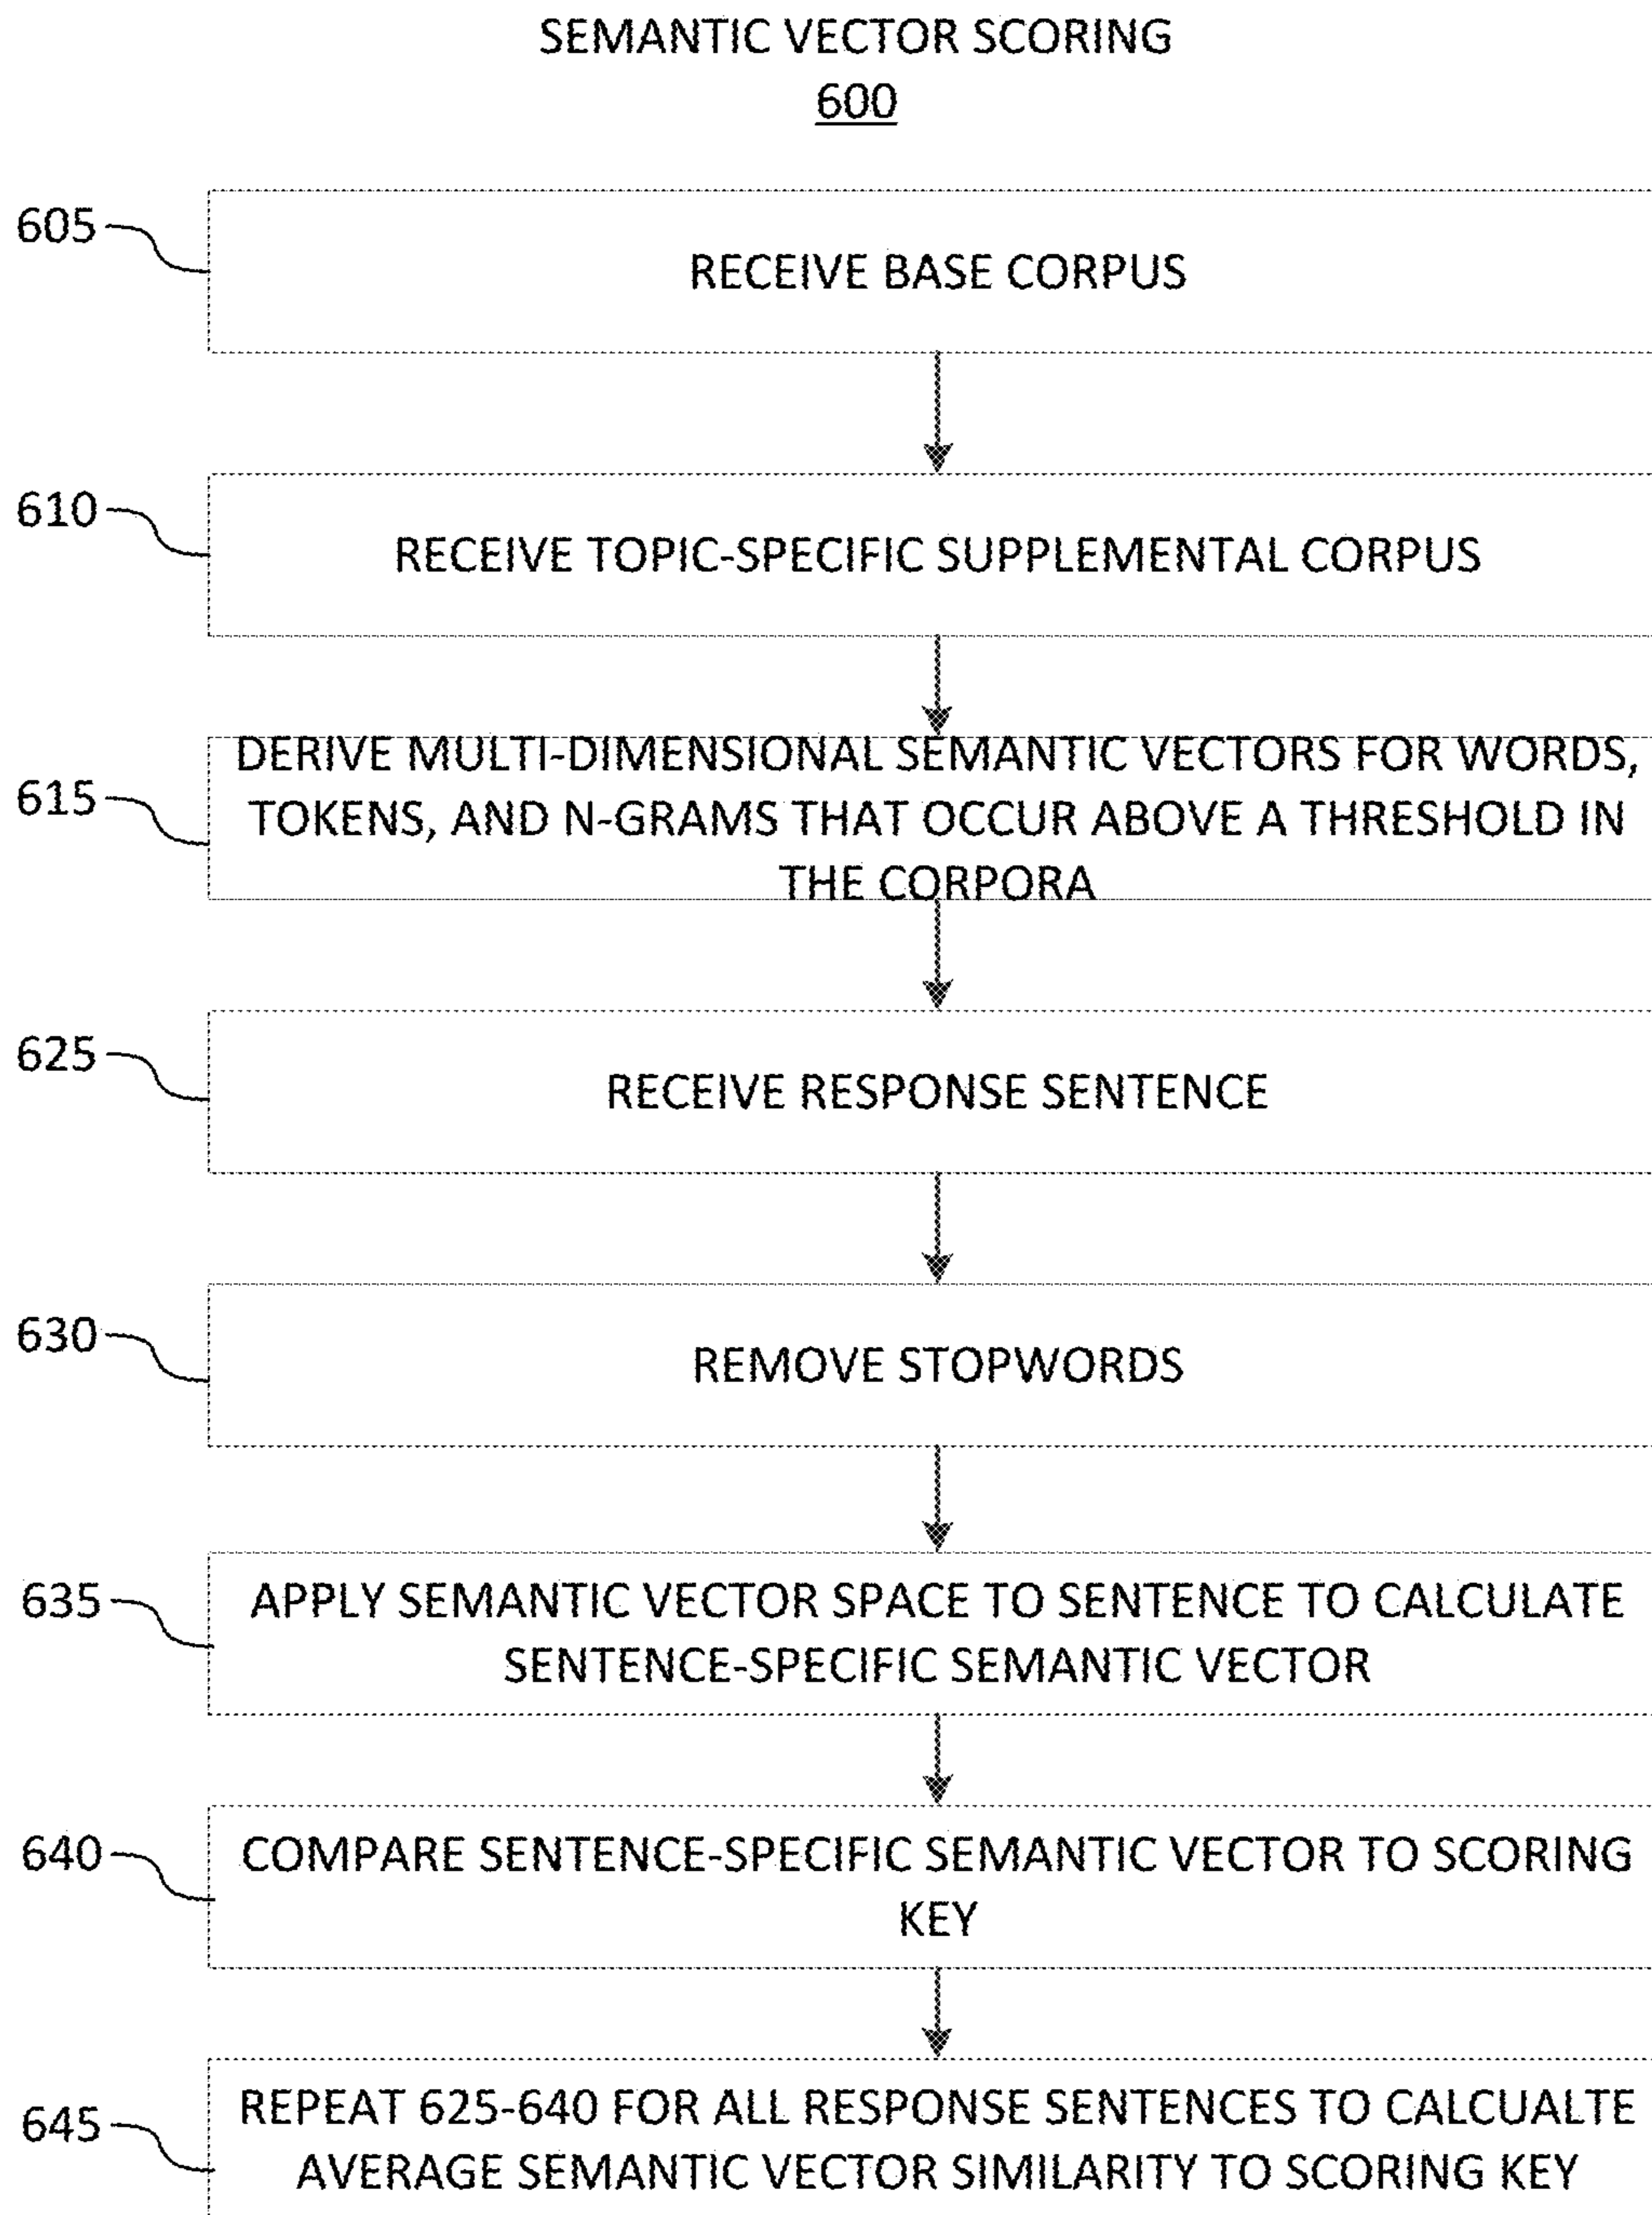 SEMANTIC VECTOR SCORING
600
605
RECEIVE BASE CORPUS
610
RECEIVE TOPIC-SPECIFIC SUPPLEMENTAL CORPUS
615
DERIVE MULTI-DIMENSIONAL SEMANTIC VECTORS FOR WORDS,
TOKENS, AND N-GRAMS THAT OCCUR ABOVE A THRESHOLD IN
THE CORPORA
625
RECEIVE RESPONSE SENTENCE
630
REMOVE STOPWORDS
635
APPLY SEMANTIC VECTOR SPACE TO SENTENCE TO CALCULATE
SENTENCE-SPECIFIC SEMANTIC VECTOR
640
COMPARE SENTENCE-SPECIFIC SEMANTIC VECTOR TO SCORING
KEY
645
REPEAT 625-640 FOR ALL RESPONSE SENTENCES TO CALCUALTE
AVERAGE SEMANTIC VECTOR SIMILARITY TO SCORING KEY